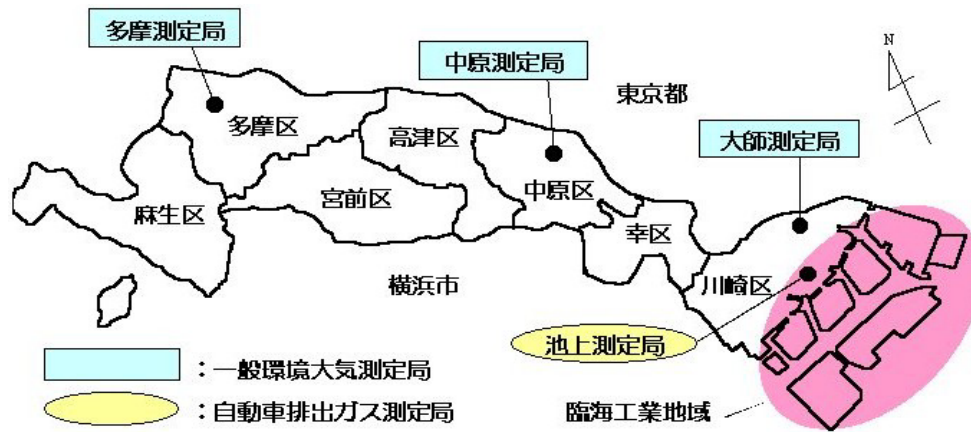 多摩測定局
中原測定局
N
東京都
大師測定局
多摩区
高津区
中原区
麻生区
宮前区
幸区
川崎区
横浜市
池上測定局
：一般環境大気測定局
：自動車排出ガス測定局
臨海工業地域